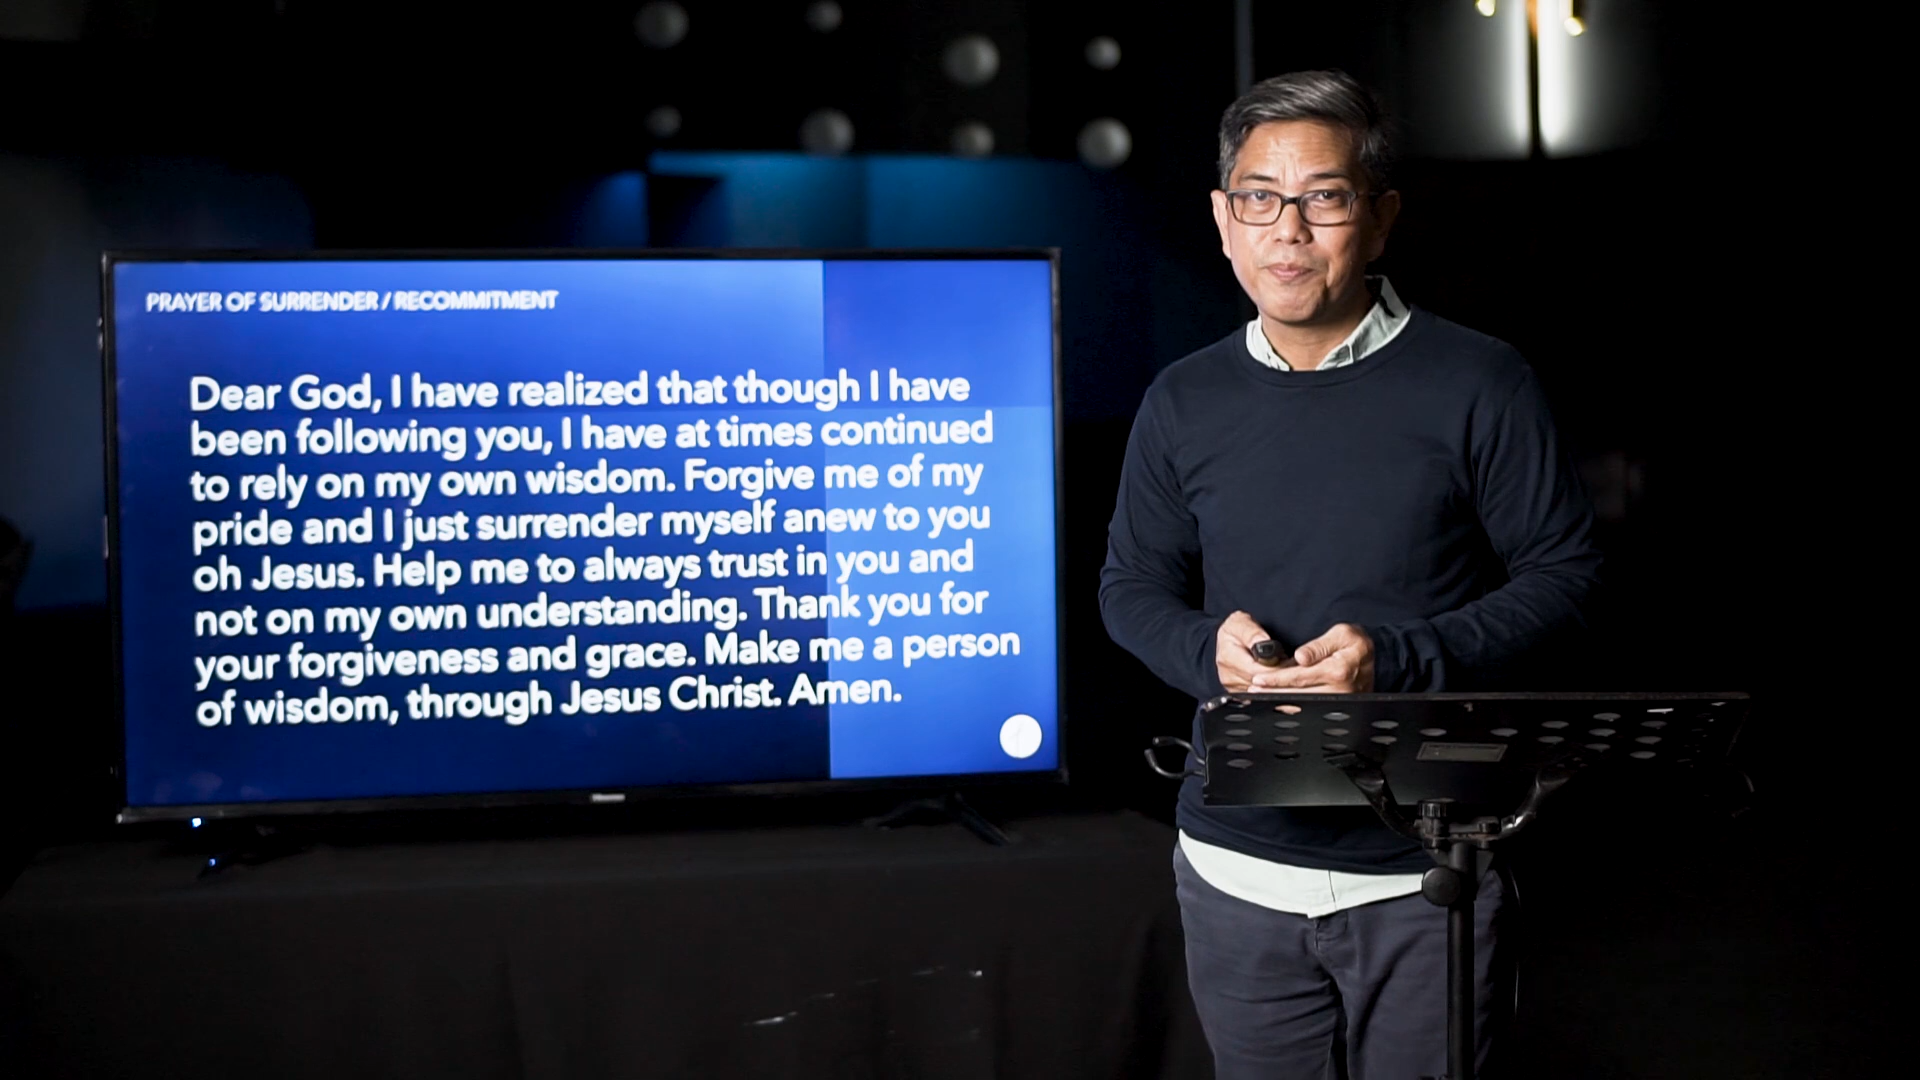 PRAYER OF SURRENDER / RECOMMITMENT
Dear God, I have realized that though I have
been following you, I have at times continued
to rely on my own wisdom. Forgive me of my
pride and I just surrender myself anew to you
oh Jesus. Help me to always trust in you and
not on my own understanding. Thank you for
your forgiveness and grace. Make me a person
of wisdom, through Jesus Christ. Amen.